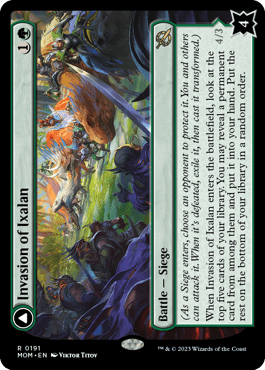 Invasion of Ixalan
1
Battle — Siege
(As a Siege enters, choose an opponent to protect it. You and others
can attack it. When it's defeated, exile it, then cast it transformed.)
When Invasion of Ixalan enters the battlefield, look at the
top five cards of your library. You may reveal a permanent
card from among them and put it into your hand. Put the
rest on the bottom of your library in a random order.
4/3
4
R 0191
MOM • EN Viktor Titov
™ & © 2023 Wizards of the Coast